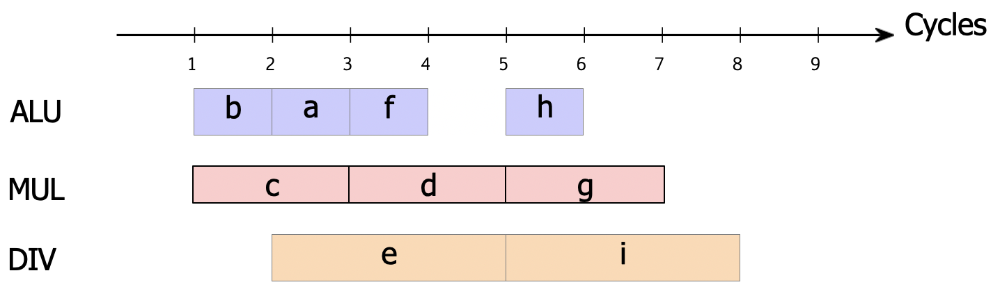 Cycles
1 2 3 4 5 6 7 8 9
ALU b a f h
MUL c d g
DIV e i